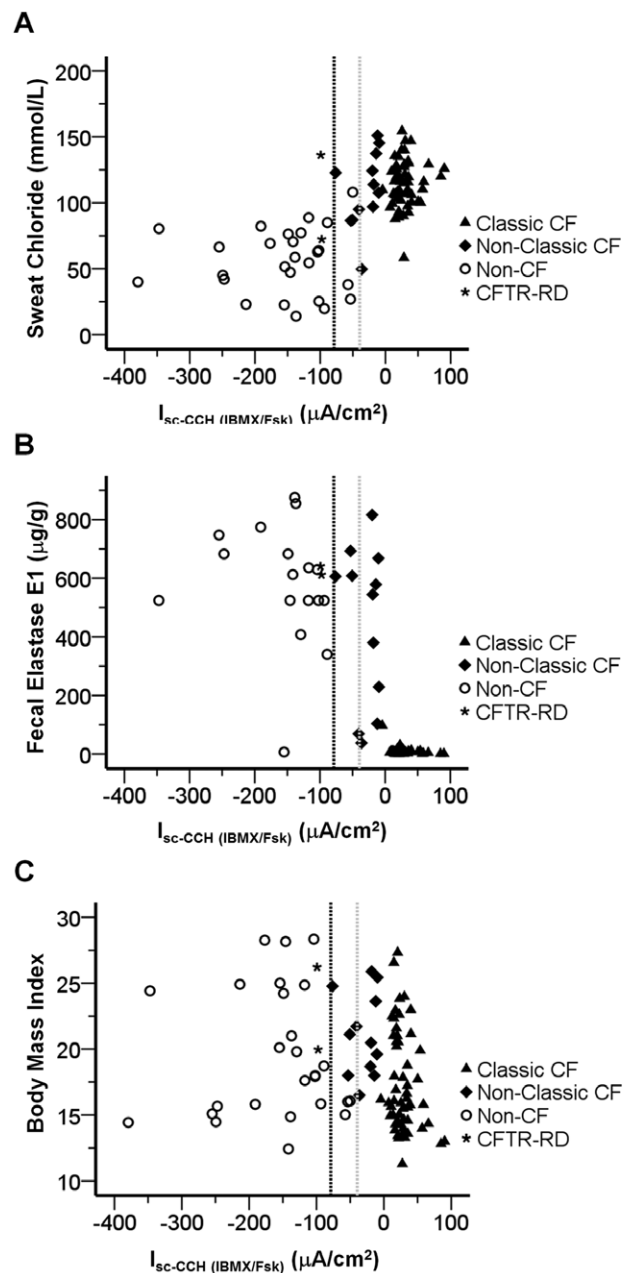 A
Sweat Chloride (mmol/L)
200
150
100
50
0
-400 -300 -200 -100 0 100
Isc-CCH (IBMX/Fsk) (µA/cm²)
▲ Classic CF
◆ Non-Classic CF
○ Non-CF
* CFTR-RD
B
Fecal Elastase E1 (µg/g)
800
600
400
200
0
-400 -300 -200 -100 0 100
Isc-CCH (IBMX/Fsk) (µA/cm²)
▲ Classic CF
◆ Non-Classic CF
○ Non-CF
* CFTR-RD
C
Body Mass Index
30
25
20
15
10
-400 -300 -200 -100 0 100
Isc-CCH (IBMX/Fsk) (µA/cm²)
▲ Classic CF
◆ Non-Classic CF
○ Non-CF
* CFTR-RD